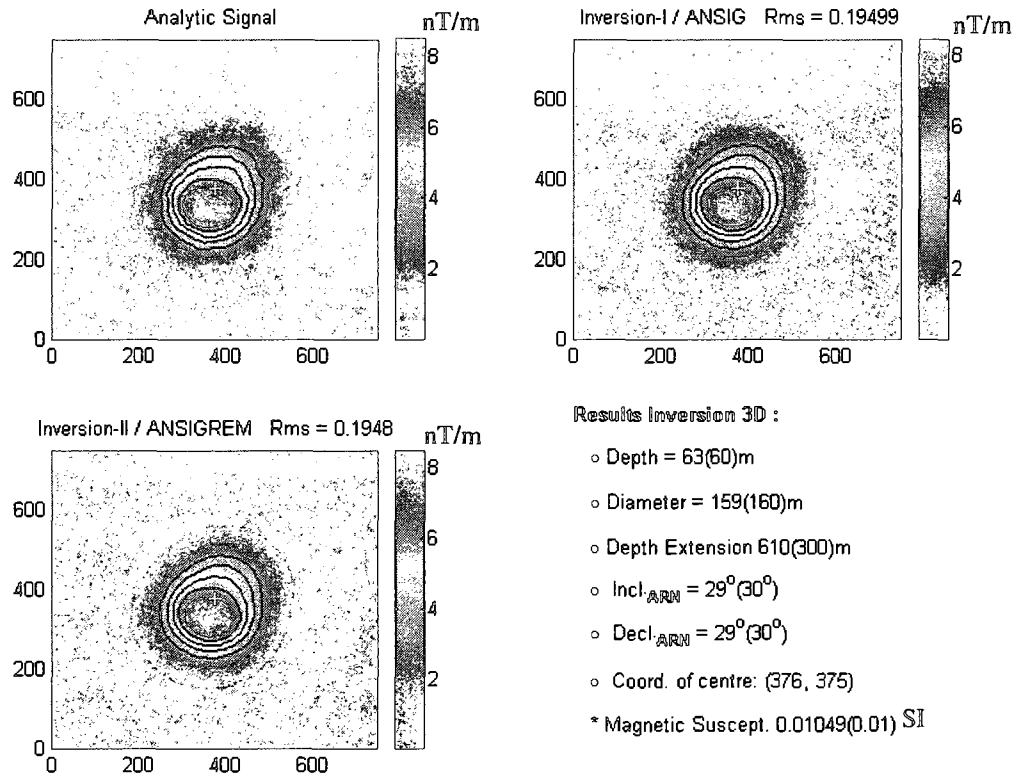 Analytic Signal nT/m
8
6
4
2
600
400
200
0
0 200 400 600
Inversion-I / ANSIG Rms = 0.19499 nT/m
8
6
4
2
600
400
200
0
0 200 400 600
Inversion-II / ANSIGREM Rms = 0.1948 nT/m
8
6
4
2
600
400
200
0
0 200 400 600
Results Inversion 3D :
○ Depth = 63(60)m
○ Diameter = 159(160)m
○ Depth Extension 610(300)m
○ Incl.ARN = 29°(30°)
○ Decl.ARN = 29°(30°)
○ Coord. of centre: (376, 375)
* Magnetic Suscept. 0.01049(0.01) SI